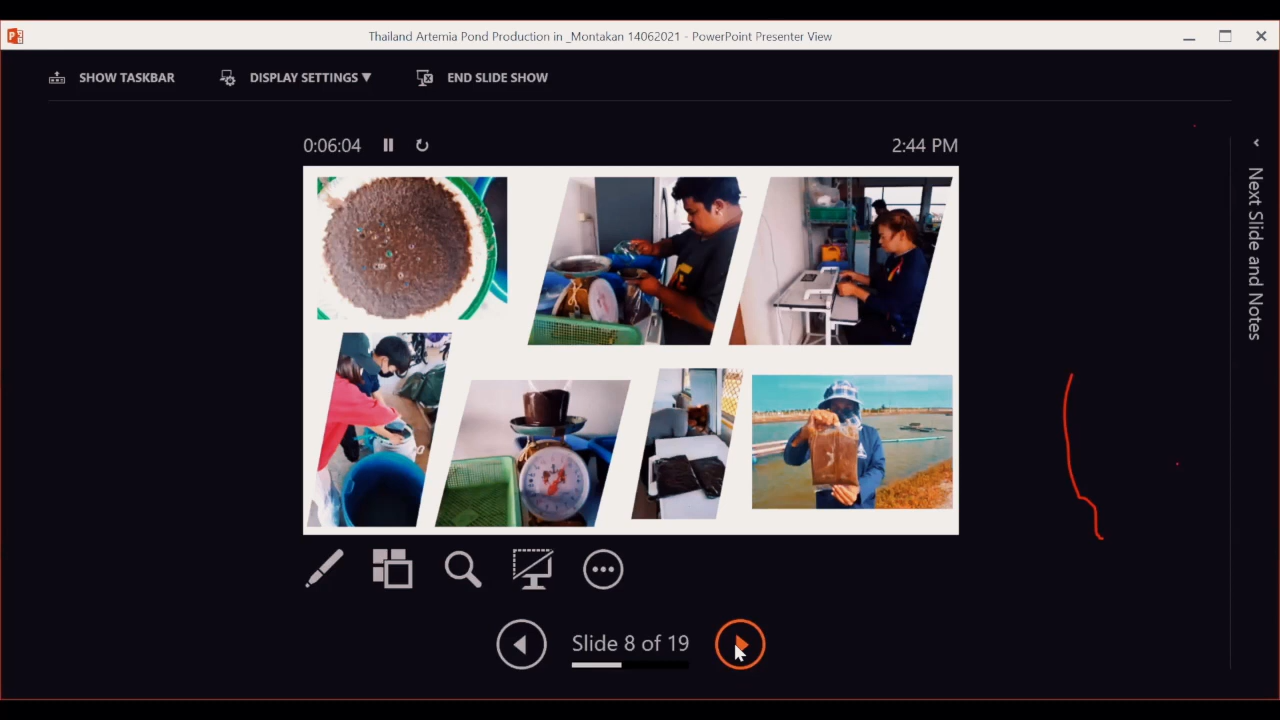 Thailand Artemia Pond Production in _Montakan 14062021 - PowerPoint Presenter View
SHOW TASKBAR
DISPLAY SETTINGS ▼
END SLIDE SHOW
0:06:04
2:44 PM
Next Slide and Notes
Slide 8 of 19